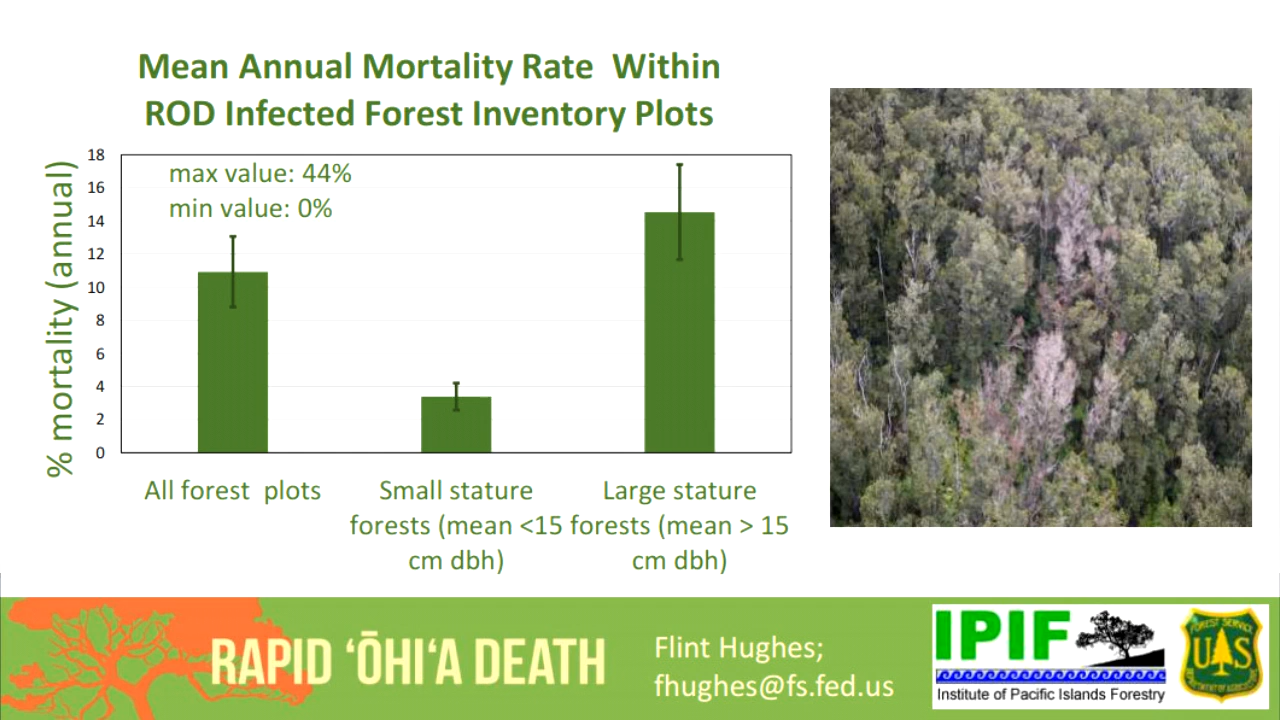 Mean Annual Mortality Rate Within
ROD Infected Forest Inventory Plots
% mortality (annual)
18
16
14
12
10
8
6
4
2
0
max value: 44%
min value: 0%
All forest plots
Small stature
forests (mean <15
cm dbh)
Large stature
forests (mean > 15
cm dbh)
RAPID ʻŌHIʻA DEATH
Flint Hughes;
fhughes@fs.fed.us
IPIF
Institute of Pacific Islands Forestry
FOREST SERVICE
U S
DEPARTMENT OF AGRICULTURE